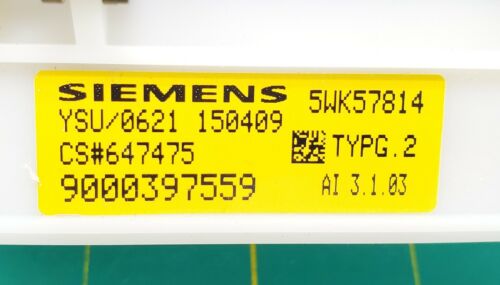 SIEMENS 5WK57814
YSU/0621 150409
CS#647475 TYPG.2
9000397559 AI 3.1.03